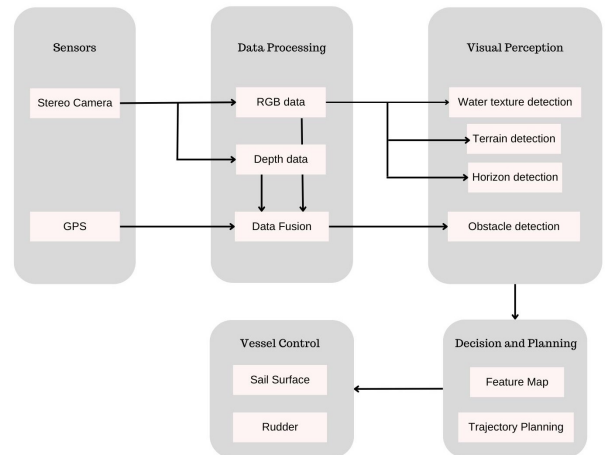 Sensors
Stereo Camera
GPS
Data Processing
RGB data
Depth data
Data Fusion
Visual Perception
Water texture detection
Terrain detection
Horizon detection
Obstacle detection
Vessel Control
Sail Surface
Rudder
Decision and Planning
Feature Map
Trajectory Planning